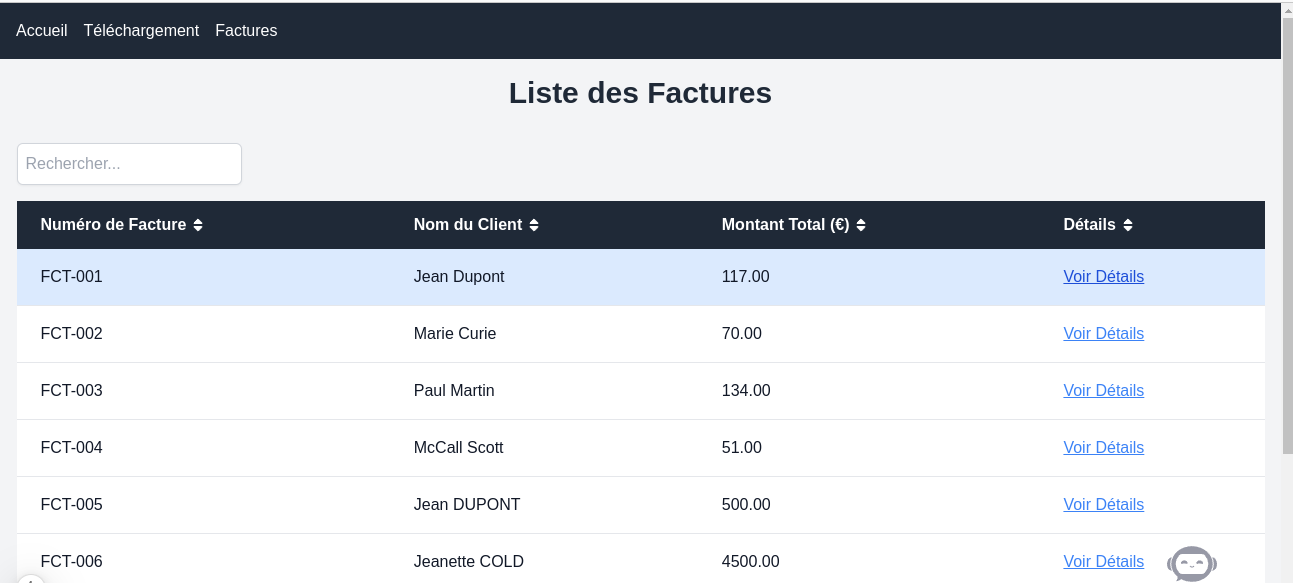 Accueil Téléchargement Factures
Liste des Factures
Rechercher...
Numéro de Facture Nom du Client Montant Total (€) Détails
FCT-001 Jean Dupont 117.00 Voir Détails
FCT-002 Marie Curie 70.00 Voir Détails
FCT-003 Paul Martin 134.00 Voir Détails
FCT-004 McCall Scott 51.00 Voir Détails
FCT-005 Jean DUPONT 500.00 Voir Détails
FCT-006 Jeanette COLD 4500.00 Voir Détails